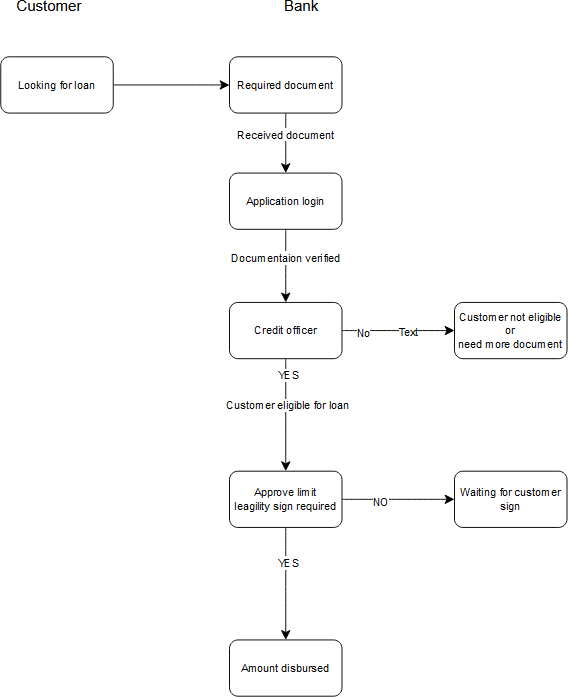 Customer
Bank
Looking for loan
Required document
Received document
Application login
Documentaion verified
Credit officer
No
Text
Customer not eligible
or
need more document
YES
Customer eligible for loan
Approve limit
leagility sign required
NO
Waiting for customer
sign
YES
Amount disbursed